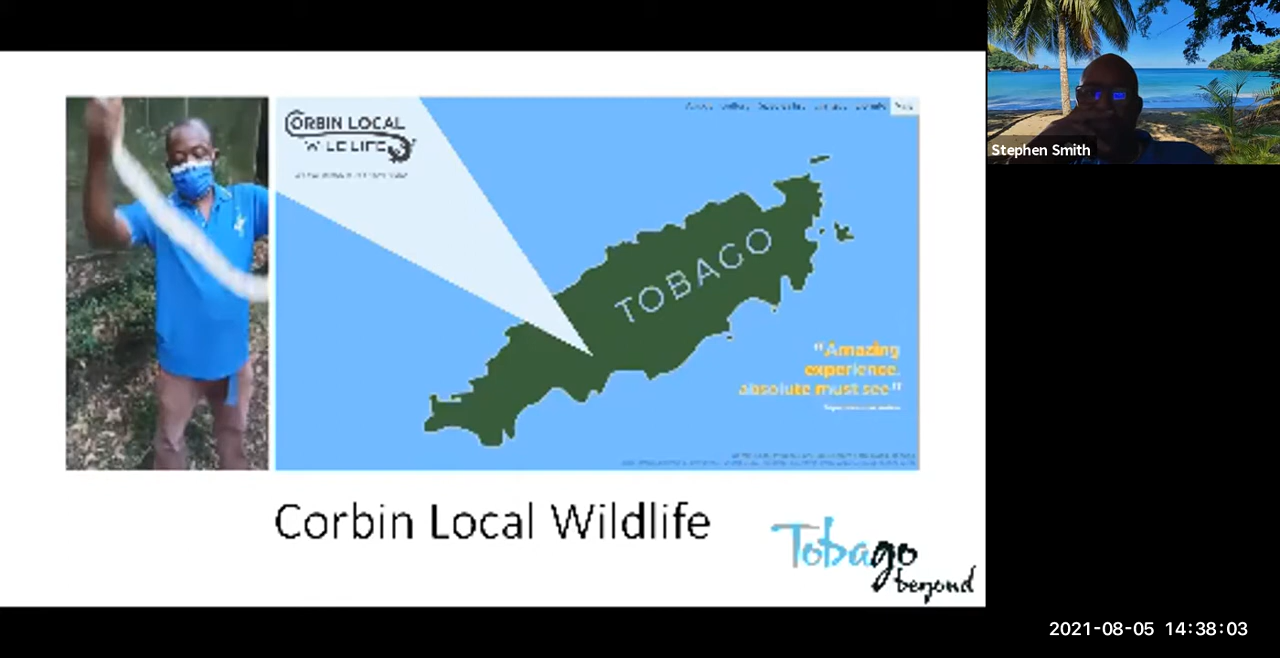 CORBIN LOCAL
WILDLIFE
TOBAGO
"Amazing
experience,
absolute must see"
Corbin Local Wildlife
Tobago
beyond
Stephen Smith
2021-08-05 14:38:03